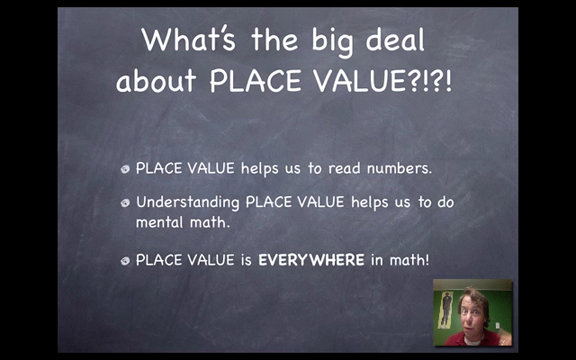 What's the big deal
about PLACE VALUE?!?!
PLACE VALUE helps us to read numbers.
Understanding PLACE VALUE helps us to do
mental math.
PLACE VALUE is EVERYWHERE in math!